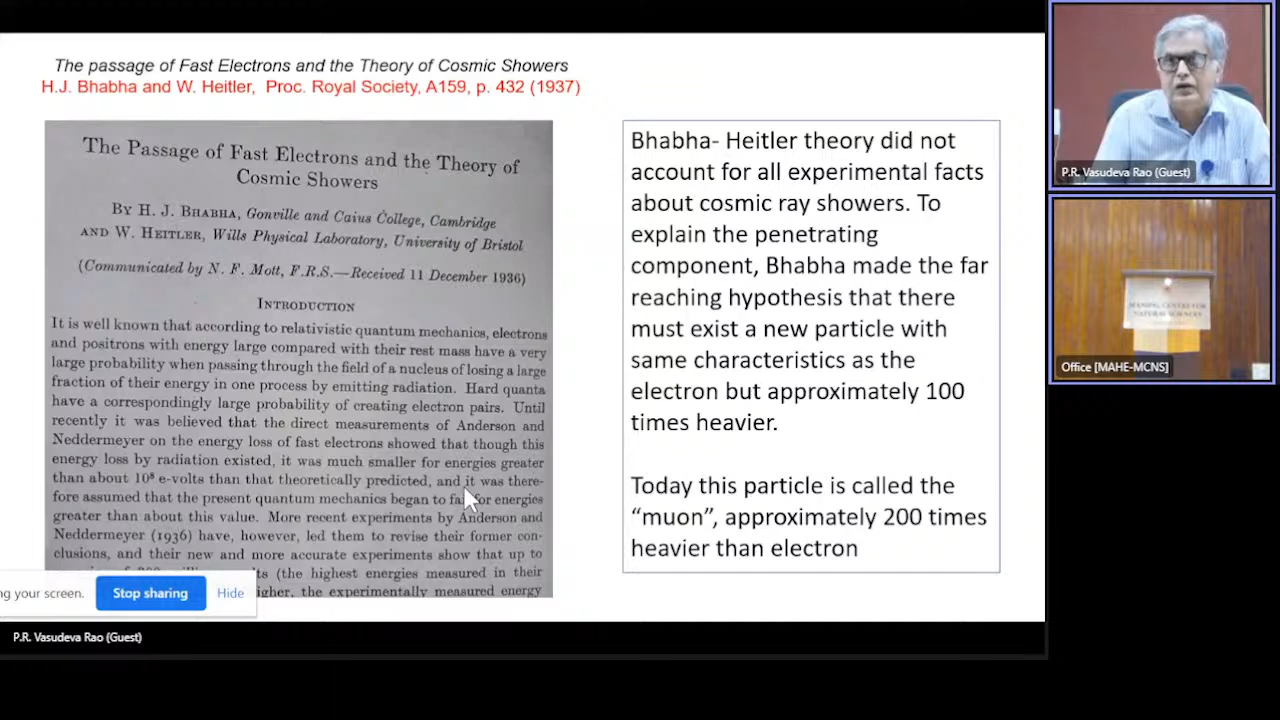 The passage of Fast Electrons and the Theory of Cosmic Showers
H.J. Bhabha and W. Heitler, Proc. Royal Society, A159, p. 432 (1937)
The Passage of Fast Electrons and the Theory of
Cosmic Showers
By H. J. Bhabha, Gonville and Caius College, Cambridge
and W. Heitler, Wills Physical Laboratory, University of Bristol
(Communicated by N. F. Mott, F.R.S.—Received 11 December 1936)
Introduction
It is well known that according to relativistic quantum mechanics, electrons
and positrons with energy large compared with their rest mass have a very
large probability when passing through the field of a nucleus of losing a large
fraction of their energy in one process by emitting radiation. Hard quanta
have a correspondingly large probability of creating electron pairs. Until
recently it was believed that the direct measurements of Anderson and
Neddermeyer on the energy loss of fast electrons showed that though this
energy loss by radiation existed, it was much smaller for energies greater
than about 10⁸ e-volts than that theoretically predicted, and it was there-
fore assumed that the present quantum mechanics began to for energies
greater than about this value. More recent experiments by Anderson and
Neddermeyer (1936) have, however, led them to revise their former con-
clusions, and their new and more accurate experiments show that up to
(the highest energies measured in their
the experimentally measured energy
Bhabha- Heitler theory did not
account for all experimental facts
about cosmic ray showers. To
explain the penetrating
component, Bhabha made the far
reaching hypothesis that there
must exist a new particle with
same characteristics as the
electron but approximately 100
times heavier.
Today this particle is called the
“muon”, approximately 200 times
heavier than electron
your screen.
Stop sharing
Hide
P.R. Vasudeva Rao (Guest)
P.R. Vasudeva Rao (Guest)
NATURAL SCIENCES
Office [MAHE-MCNS]